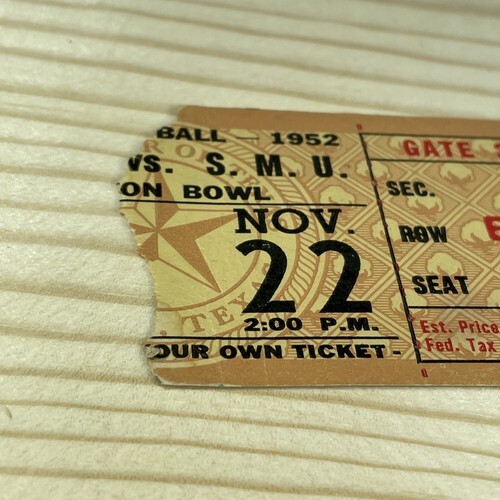 BALL 1952
VS. S. M. U.
ON BOWL
NOV.
22
2:00 P.M.
OUR OWN TICKET -
GATE
SEC.
ROW E
SEAT
Est. Price
Fed. Tax
TEXAS